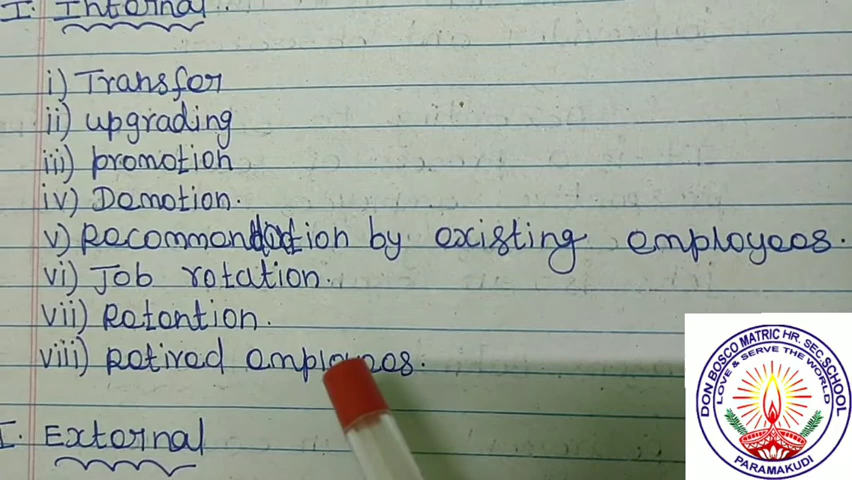 I. Internal.
i) Transfer
ii) upgrading
iii) promotion
iv) Demotion.
v) Recommendation by existing employees.
vi) Job rotation.
vii) Retention.
viii) retired employees.
I. External
DON BOSCO MATRIC HR. SEC. SCHOOL
LOVE & SERVE THE WORLD
PARAMAKUDI